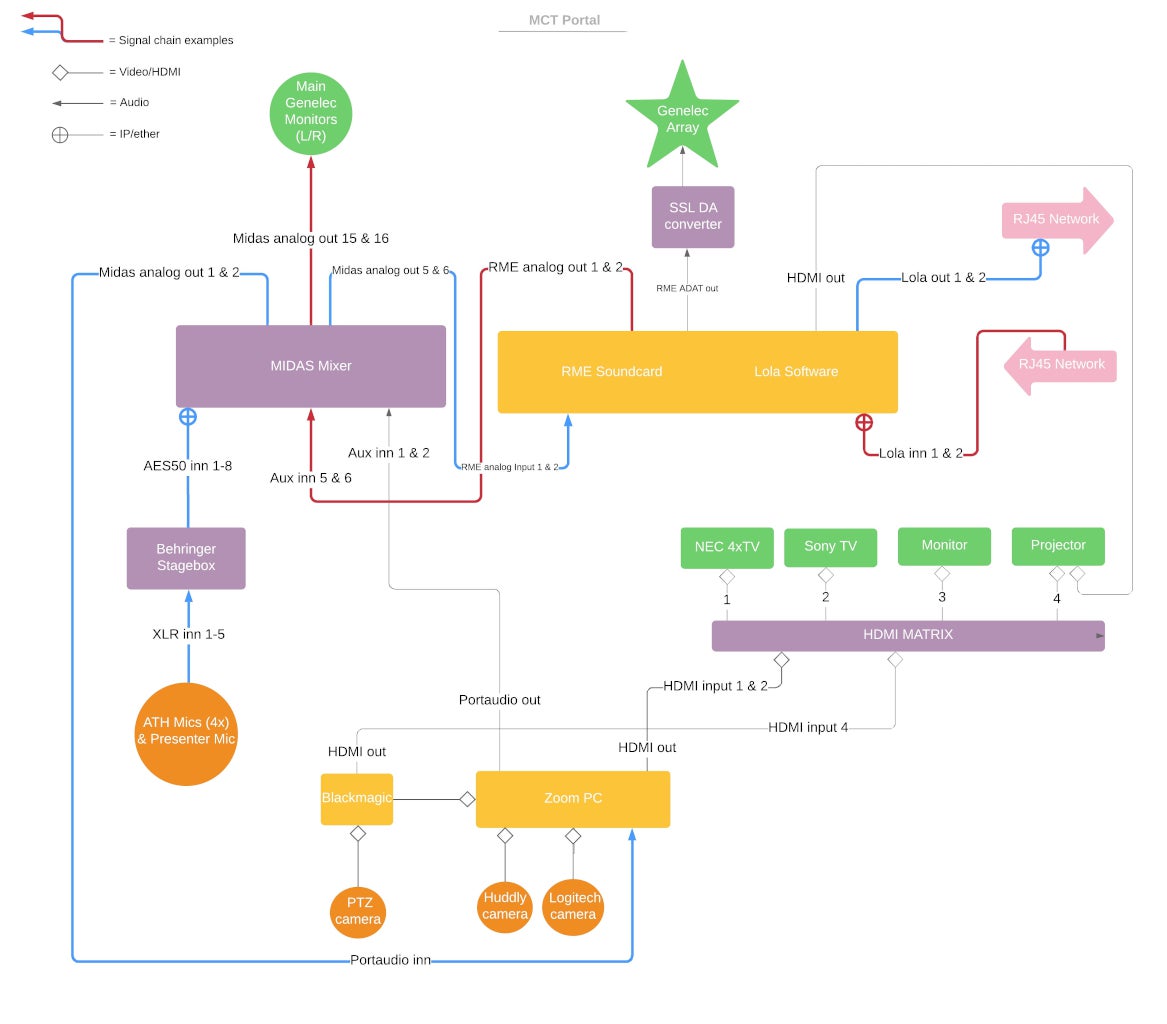 MCT Portal
= Signal chain examples
= Video/HDMI
= Audio
= IP/ether
Main
Genelec
Monitors
(L/R)
Genelec
Array
SSL DA
converter
RJ45 Network
Midas analog out 15 & 16
Midas analog out 1 & 2
Midas analog out 5 & 6
RME analog out 1 & 2
RME ADAT out
HDMI out
Lola out 1 & 2
MIDAS Mixer
RME Soundcard
Lola Software
RJ45 Network
AES50 inn 1-8
Aux inn 5 & 6
Aux inn 1 & 2
RME analog Input 1 & 2
Lola inn 1 & 2
Behringer
Stagebox
NEC 4xTV
Sony TV
Monitor
Projector
1
2
3
4
XLR inn 1-5
HDMI MATRIX
ATH Mics (4x)
& Presenter Mic
Portaudio out
HDMI input 1 & 2
HDMI input 4
HDMI out
HDMI out
Blackmagic
Zoom PC
PTZ
camera
Huddly
camera
Logitech
camera
Portaudio inn